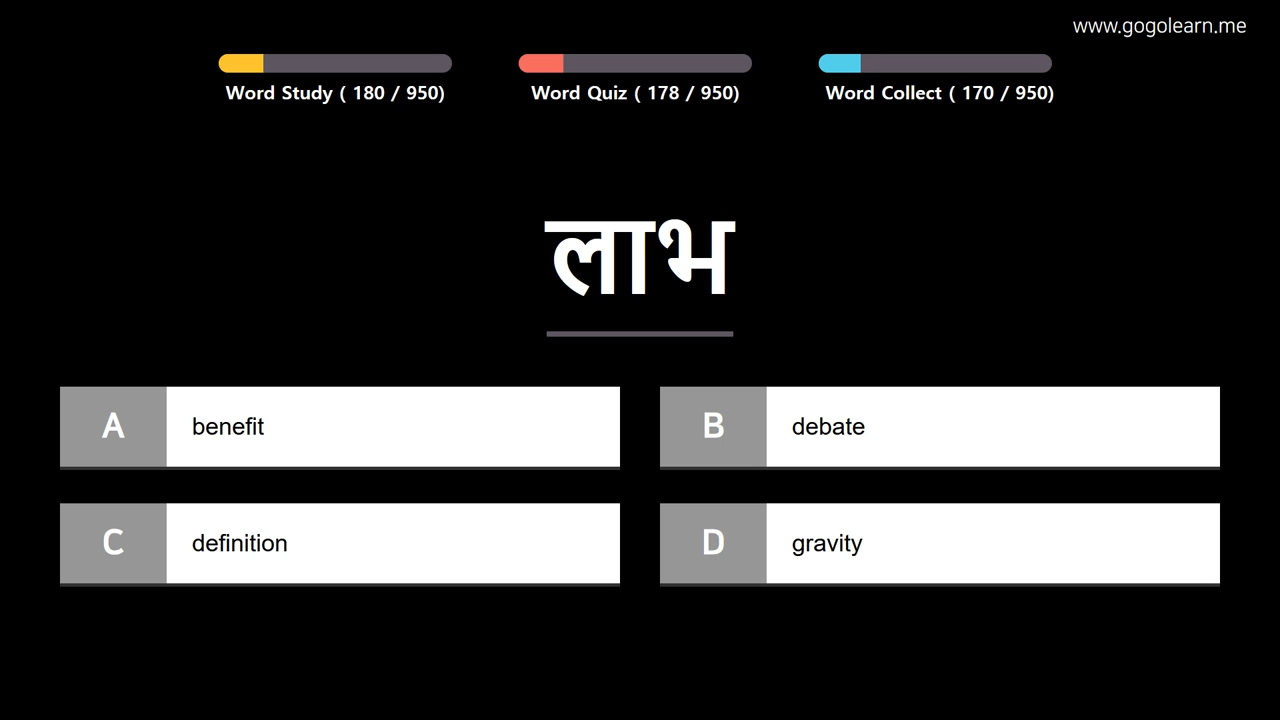 www.gogolearn.me
Word Study ( 180 / 950)
Word Quiz ( 178 / 950)
Word Collect ( 170 / 950)
लाभ
A benefit
B debate
C definition
D gravity